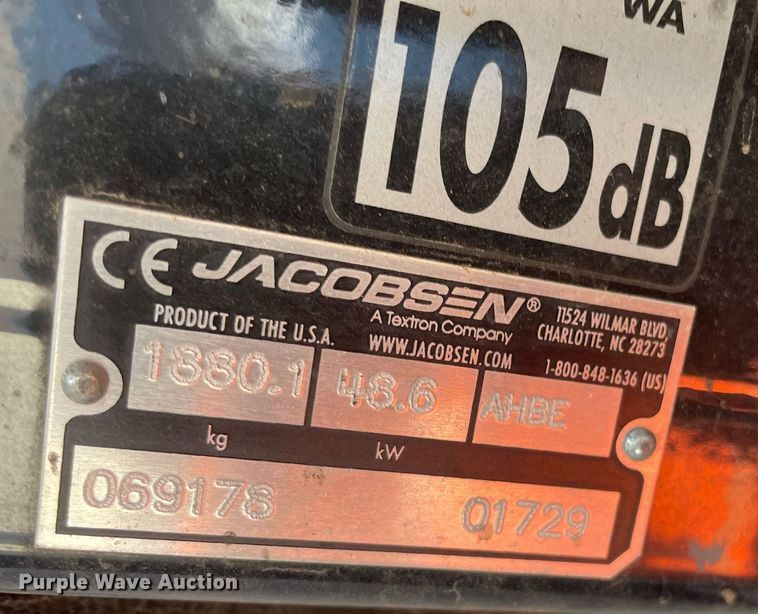 WA
105 dB
CE JACOBSEN®
A Textron Company
11524 WILMAR BLVD,
CHARLOTTE, NC 28273
PRODUCT OF THE U.S.A.
WWW.JACOBSEN.COM
1-800-848-1636 (US)
1880.1 48.6 AHBE
kg kW
069178 01729
Purple Wave Auction